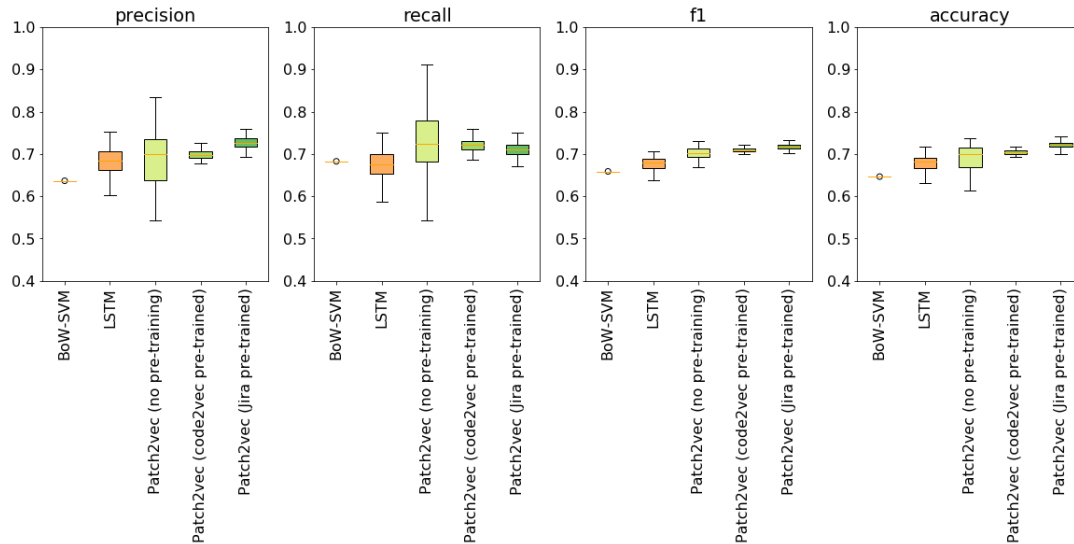 precision
1.0
0.9
0.8
0.7
0.6
0.5
0.4
BoW-SVM
LSTM
Patch2vec (no pre-training)
Patch2vec (code2vec pre-trained)
Patch2vec (Jira pre-trained)
recall
1.0
0.9
0.8
0.7
0.6
0.5
0.4
BoW-SVM
LSTM
Patch2vec (no pre-training)
Patch2vec (code2vec pre-trained)
Patch2vec (Jira pre-trained)
f1
1.0
0.9
0.8
0.7
0.6
0.5
0.4
BoW-SVM
LSTM
Patch2vec (no pre-training)
Patch2vec (code2vec pre-trained)
Patch2vec (Jira pre-trained)
accuracy
1.0
0.9
0.8
0.7
0.6
0.5
0.4
BoW-SVM
LSTM
Patch2vec (no pre-training)
Patch2vec (code2vec pre-trained)
Patch2vec (Jira pre-trained)